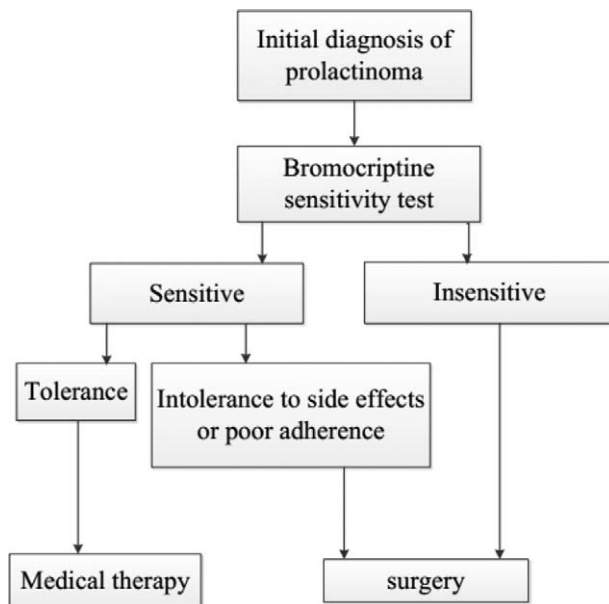 Initial diagnosis of
prolactinoma
Bromocriptine
sensitivity test
Sensitive
Insensitive
Tolerance
Intolerance to side effects
or poor adherence
Medical therapy
surgery